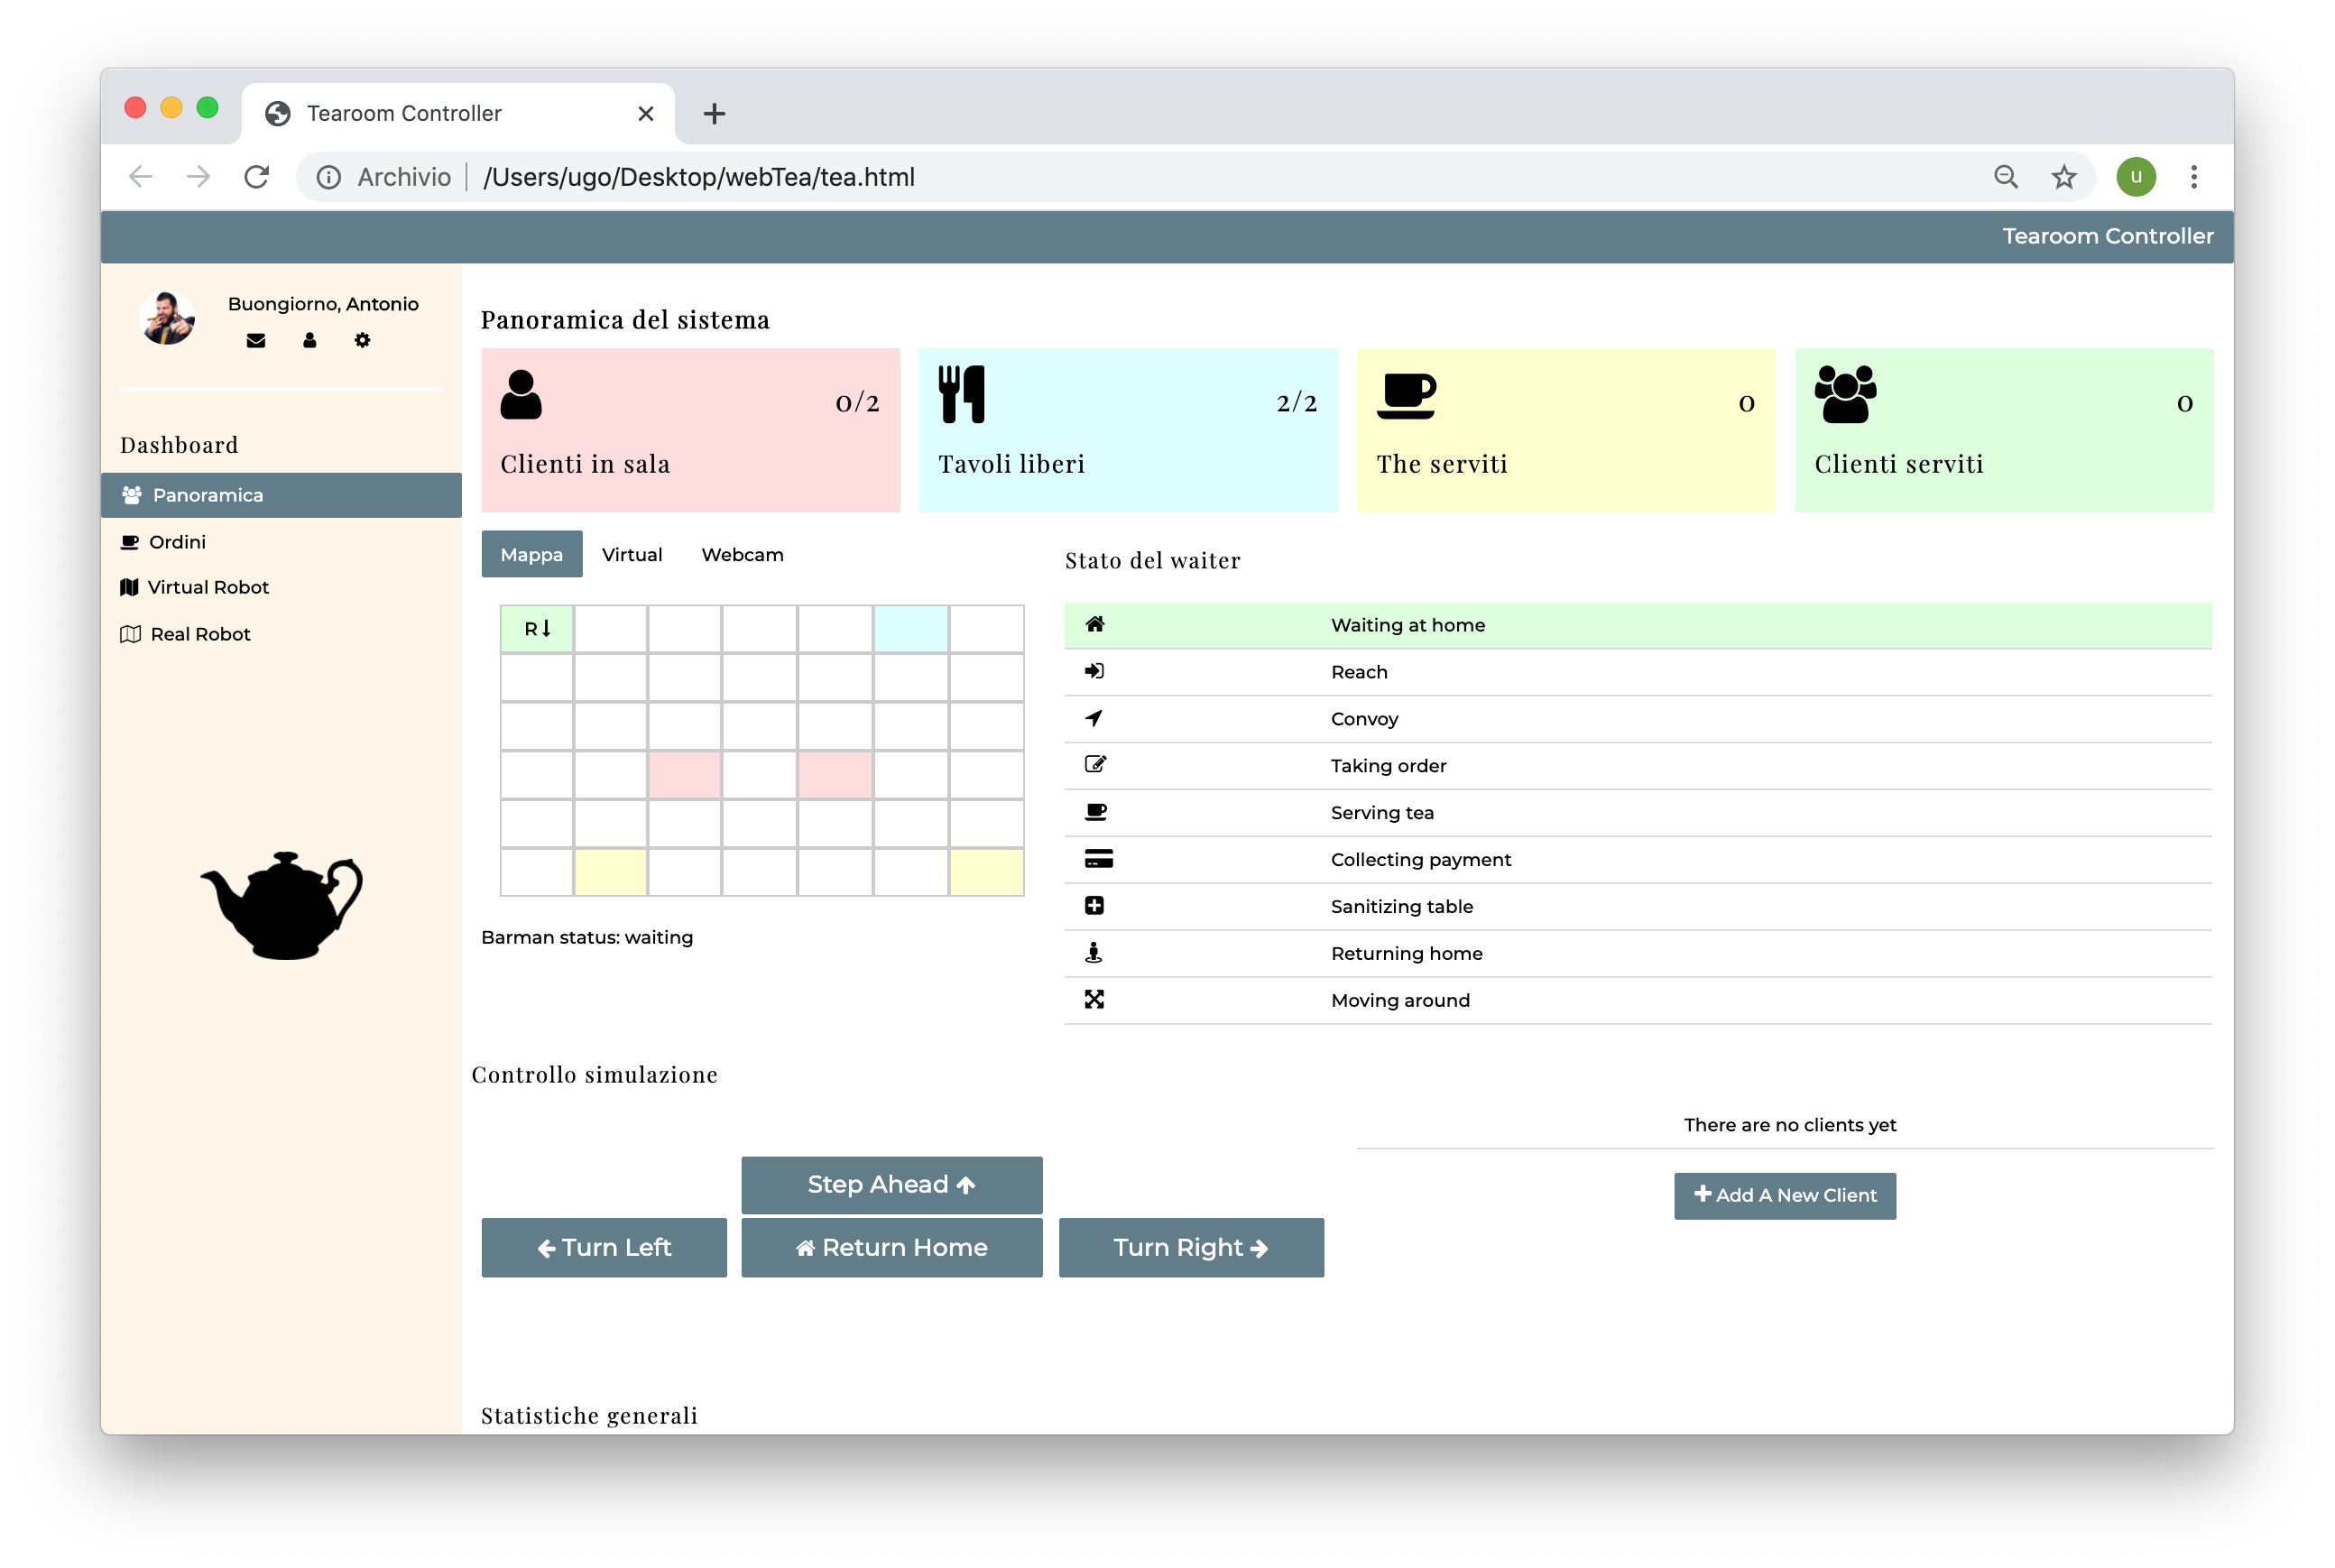 Tearoom Controller
Archivio
/Users/ugo/Desktop/webTea/tea.html
u
Tearoom Controller
Buongiorno, Antonio
Dashboard
Panoramica
Ordini
Virtual Robot
Real Robot
Panoramica del sistema
0/2
Clienti in sala
2/2
Tavoli liberi
0
The serviti
0
Clienti serviti
Mappa
Virtual
Webcam
R
Barman status: waiting
Stato del waiter
Waiting at home
Reach
Convoy
Taking order
Serving tea
Collecting payment
Sanitizing table
Returning home
Moving around
Controllo simulazione
Step Ahead
Turn Left
Return Home
Turn Right
There are no clients yet
Add A New Client
Statistiche generali